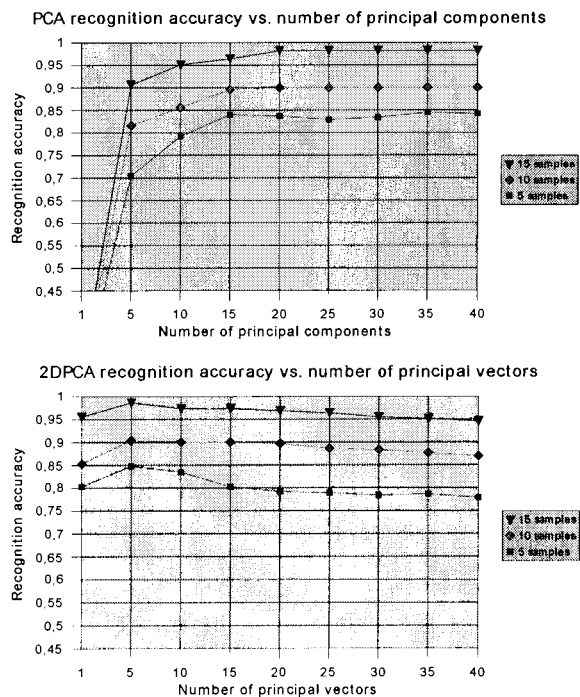 PCA recognition accuracy vs. number of principal components
Recognition accuracy
1
0,95
0,9
0,85
0,8
0,75
0,7
0,65
0,6
0,55
0,5
0,45
1 5 10 15 20 25 30 35 40
Number of principal components
15 samples
10 samples
5 samples
2DPCA recognition accuracy vs. number of principal vectors
Recognition accuracy
1
0,95
0,9
0,85
0,8
0,75
0,7
0,65
0,6
0,55
0,5
0,45
1 5 10 15 20 25 30 35 40
Number of principal vectors
15 samples
10 samples
5 samples